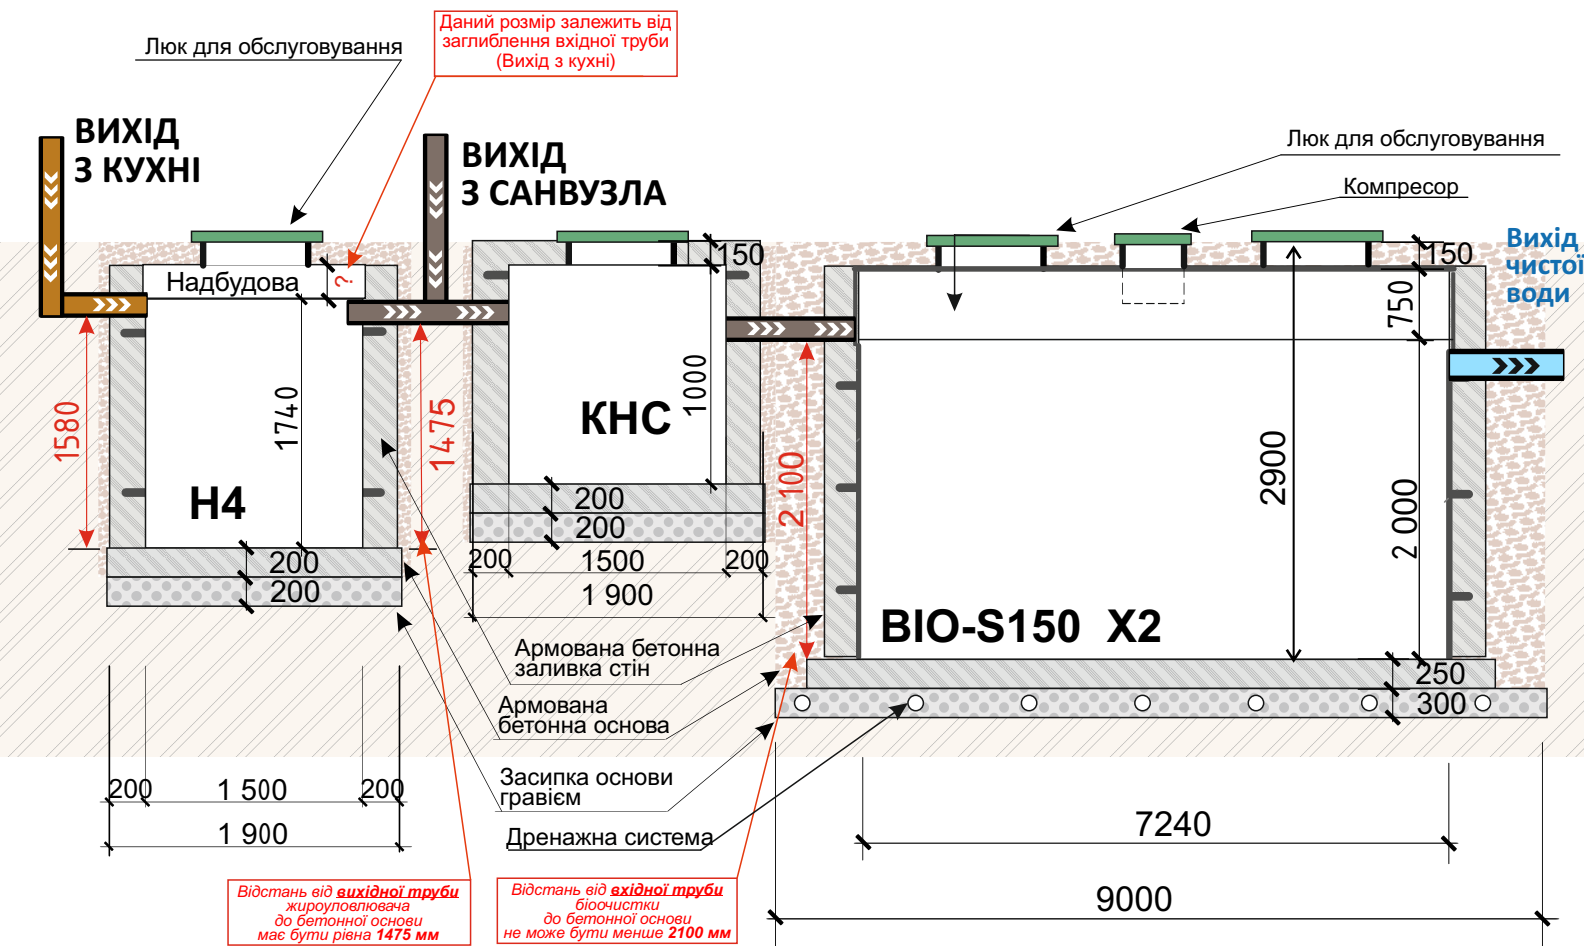 Даний розмір залежить від
заглиблення вхідної труби
(Вихід з кухні)
Люк для обслуговування
ВИХІД
З КУХНІ
ВИХІД
З САНВУЗЛА
Люк для обслуговування
Компресор
Вихід
чистої
води
Надбудова
?
150
150
750
1580
1740
1475
1000
КНС
Н4
2 100
2900
2 000
BIO-S150 X2
200
200
200
200
200
1500
200
1 900
250
300
Армована бетонна
заливка стін
Армована
бетонна основа
Засипка основи
гравієм
Дренажна система
200
1 500
200
1 900
7240
9000
Відстань від вихідної труби
жироуловлювача
до бетонної основи
має бути рівна 1475 мм
Відстань від вхідної труби
біоочистки
до бетонної основи
не може бути менше 2100 мм